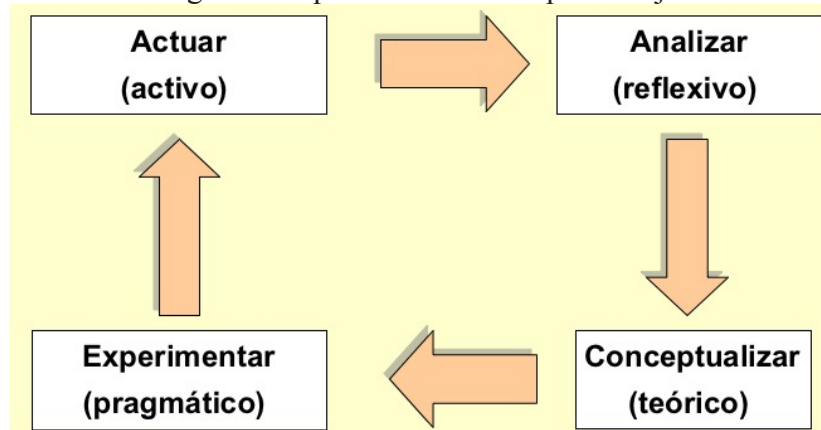 Actuar
(activo)
Analizar
(reflexivo)
Experimentar
(pragmático)
Conceptualizar
(teórico)